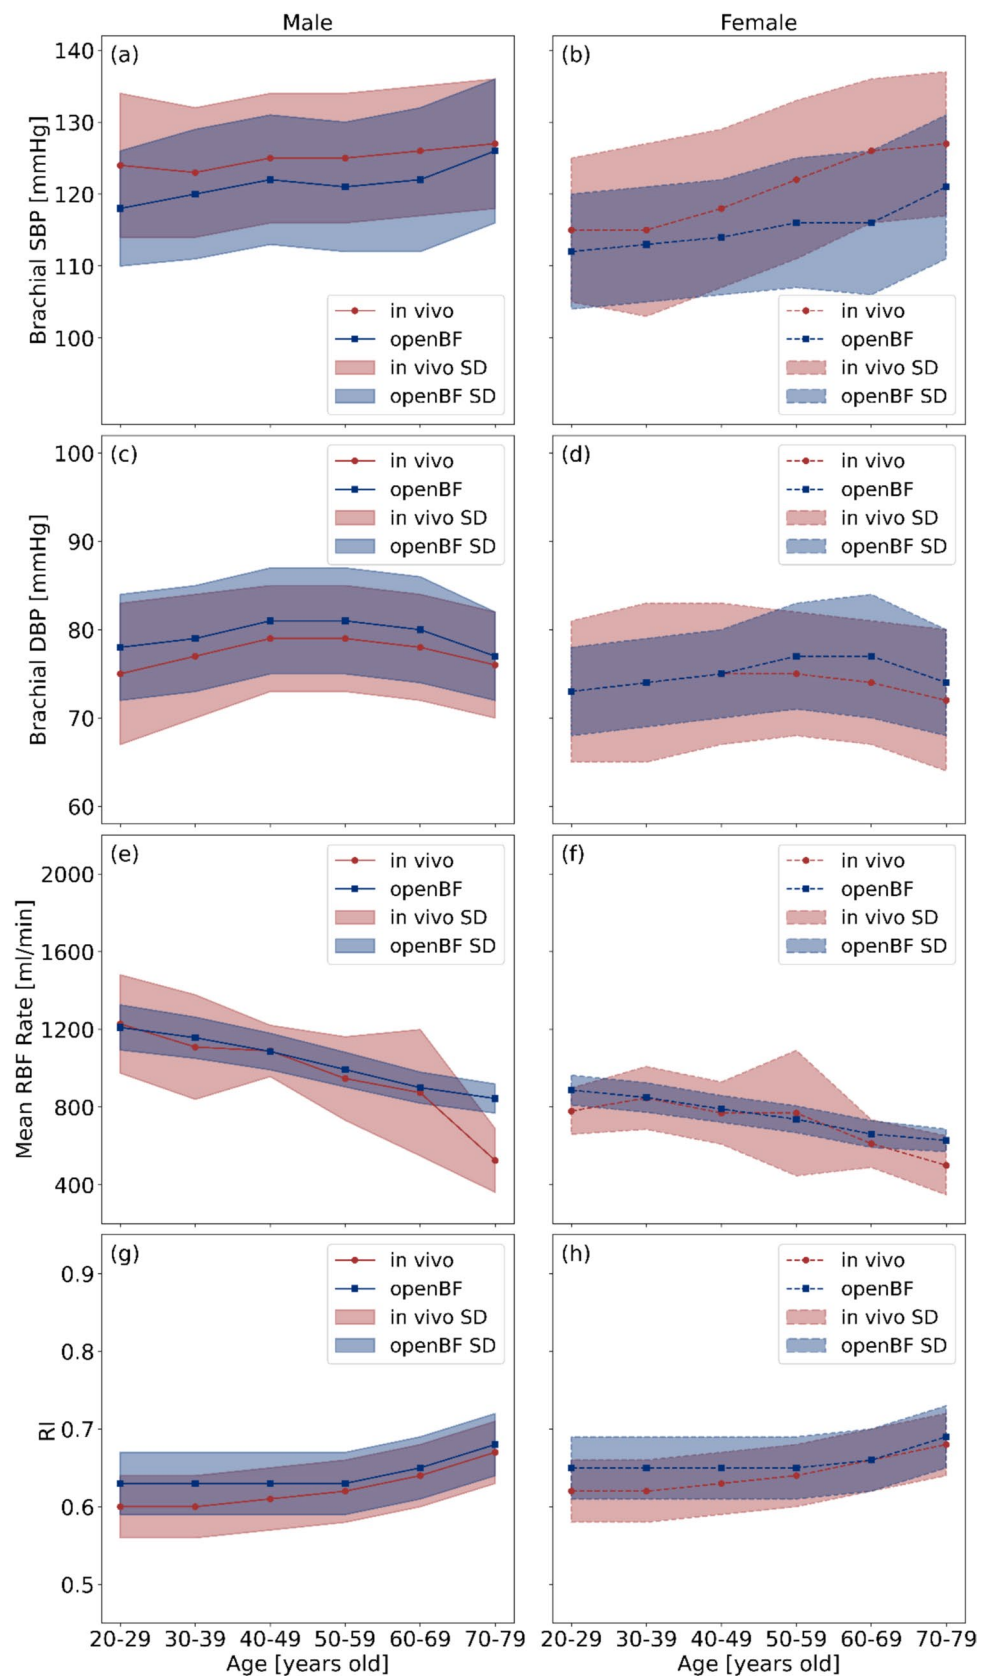 Male Female
(a) (b)
140
130
120
110
100
Brachial SBP [mmHg]
in vivo
openBF
in vivo SD
openBF SD
in vivo
openBF
in vivo SD
openBF SD
(c) (d)
100
90
80
70
60
Brachial DBP [mmHg]
in vivo
openBF
in vivo SD
openBF SD
in vivo
openBF
in vivo SD
openBF SD
(e) (f)
2000
1600
1200
800
400
Mean RBF Rate [ml/min]
in vivo
openBF
in vivo SD
openBF SD
in vivo
openBF
in vivo SD
openBF SD
(g) (h)
0.9
0.8
0.7
0.6
0.5
RI
in vivo
openBF
in vivo SD
openBF SD
in vivo
openBF
in vivo SD
openBF SD
20-29 30-39 40-49 50-59 60-69 70-79 20-29 30-39 40-49 50-59 60-69 70-79
Age [years old] Age [years old]